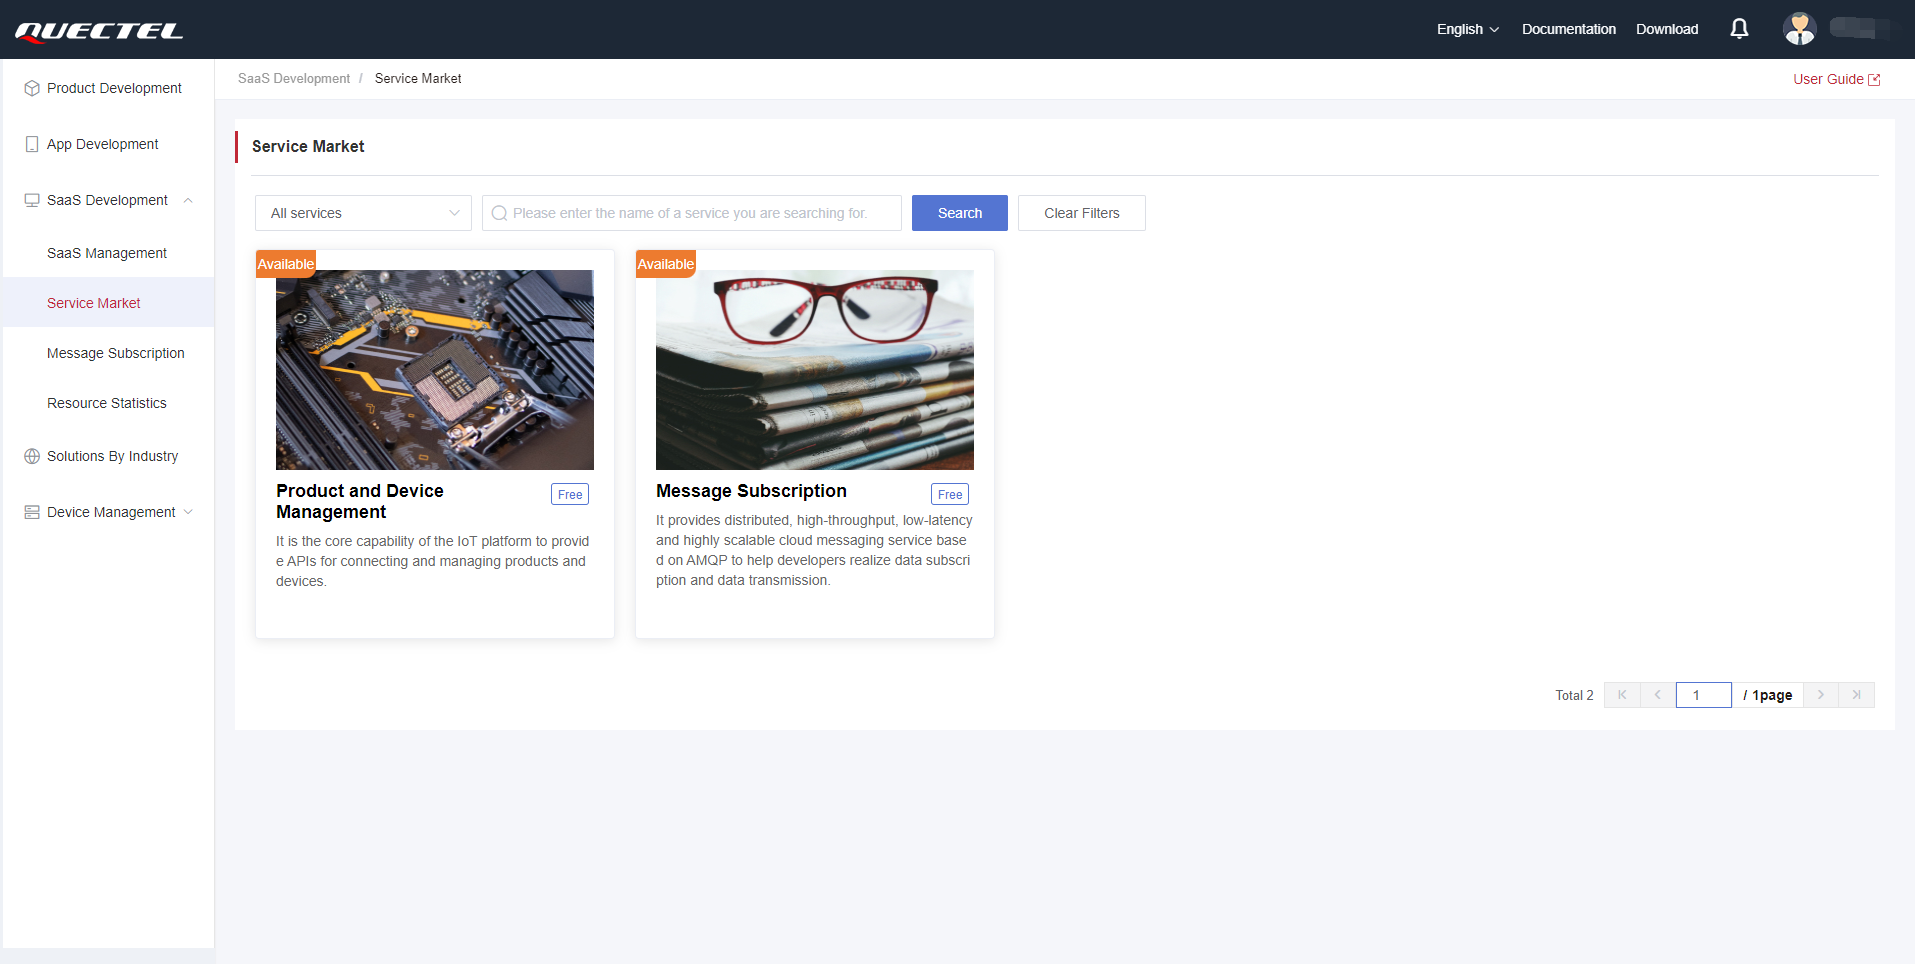 QUECTEL
English
Documentation
Download
Product Development
App Development
SaaS Development
SaaS Management
Service Market
Message Subscription
Resource Statistics
Solutions By Industry
Device Management
SaaS Development / Service Market
User Guide
Service Market
All services
Please enter the name of a service you are searching for.
Search
Clear Filters
Available
Product and Device
Management
Free
It is the core capability of the IoT platform to provid
e APIs for connecting and managing products and
devices.
Available
Message Subscription
Free
It provides distributed, high-throughput, low-latency
and highly scalable cloud messaging service base
d on AMQP to help developers realize data subscri
ption and data transmission.
Total 2
1
/ 1page